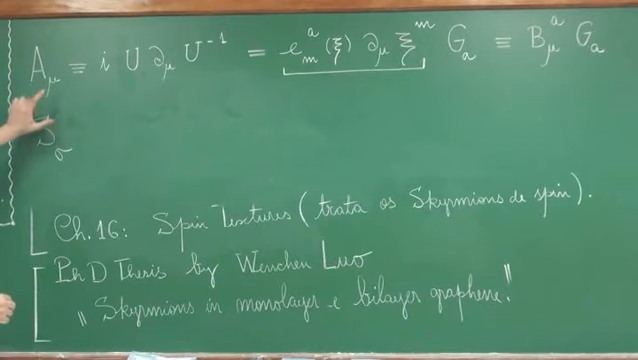 A_μ ≡ i U ∂_μ U^{-1} = e_m^a (ξ) ∂_μ ξ^m G_a ≡ B_μ^a G_a
σ
Ch. 16: Spin Textures (trata os Skyrmions de spin).
PhD Thesis by Wenchen Luo
"Skyrmions in monolayer e bilayer graphene."